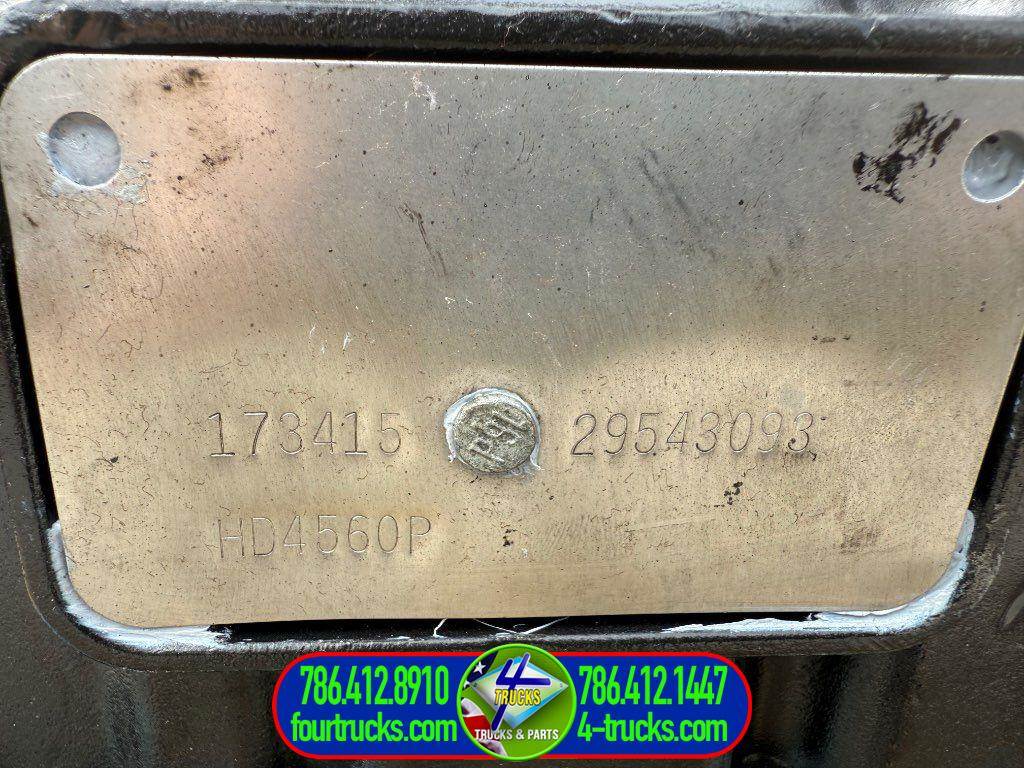 173415 29543093
HD4560P
786.412.8910 786.412.1447
4
TRUCKS
TRUCKS & PARTS
fourtrucks.com 4-trucks.com